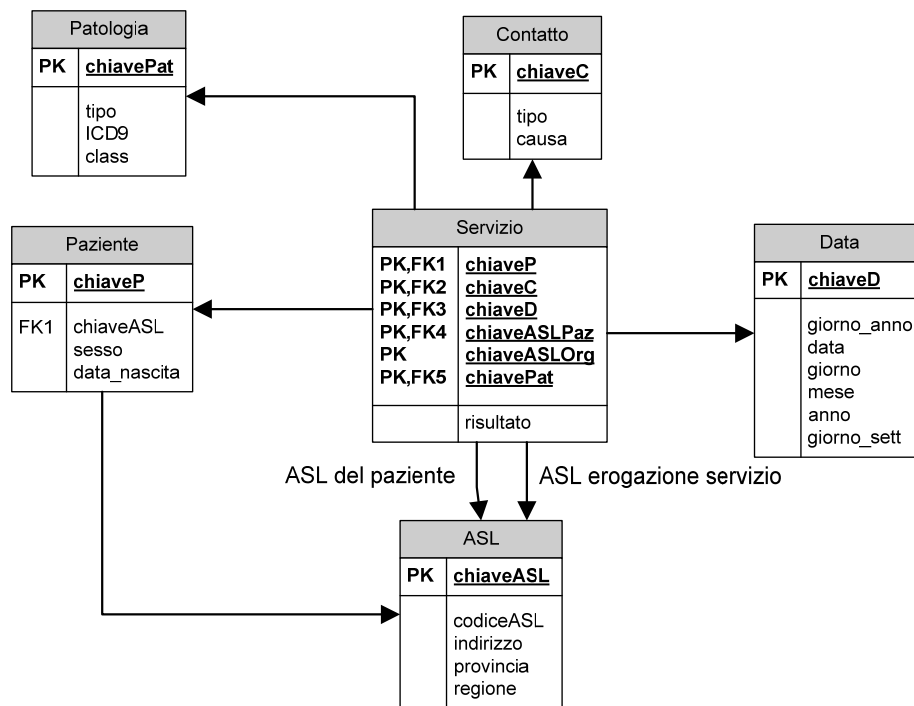 Patologia
PK chiavePat
tipo
ICD9
class
Contatto
PK chiaveC
tipo
causa
Paziente
PK chiaveP
FK1 chiaveASL
sesso
data_nascita
Servizio
PK,FK1 chiaveP
PK,FK2 chiaveC
PK,FK3 chiaveD
PK,FK4 chiaveASLPaz
PK chiaveASLOrg
PK,FK5 chiavePat
risultato
Data
PK chiaveD
giorno_anno
data
giorno
mese
anno
giorno_sett
ASL del paziente
ASL erogazione servizio
ASL
PK chiaveASL
codiceASL
indirizzo
provincia
regione